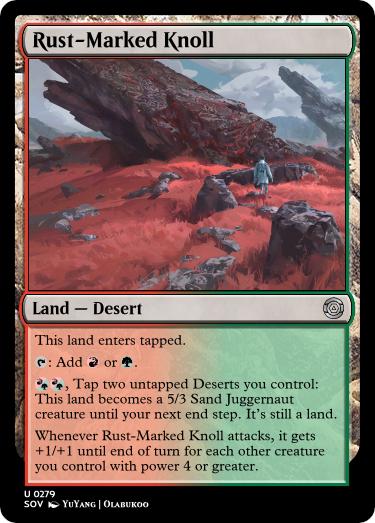 Rust-Marked Knoll
Land — Desert
This land enters tapped.
: Add or .
, Tap two untapped Deserts you control:
This land becomes a 5/3 Sand Juggernaut
creature until your next end step. It's still a land.
Whenever Rust-Marked Knoll attacks, it gets
+1/+1 until end of turn for each other creature
you control with power 4 or greater.
U 0279
SOV YuYang | Olabukoo